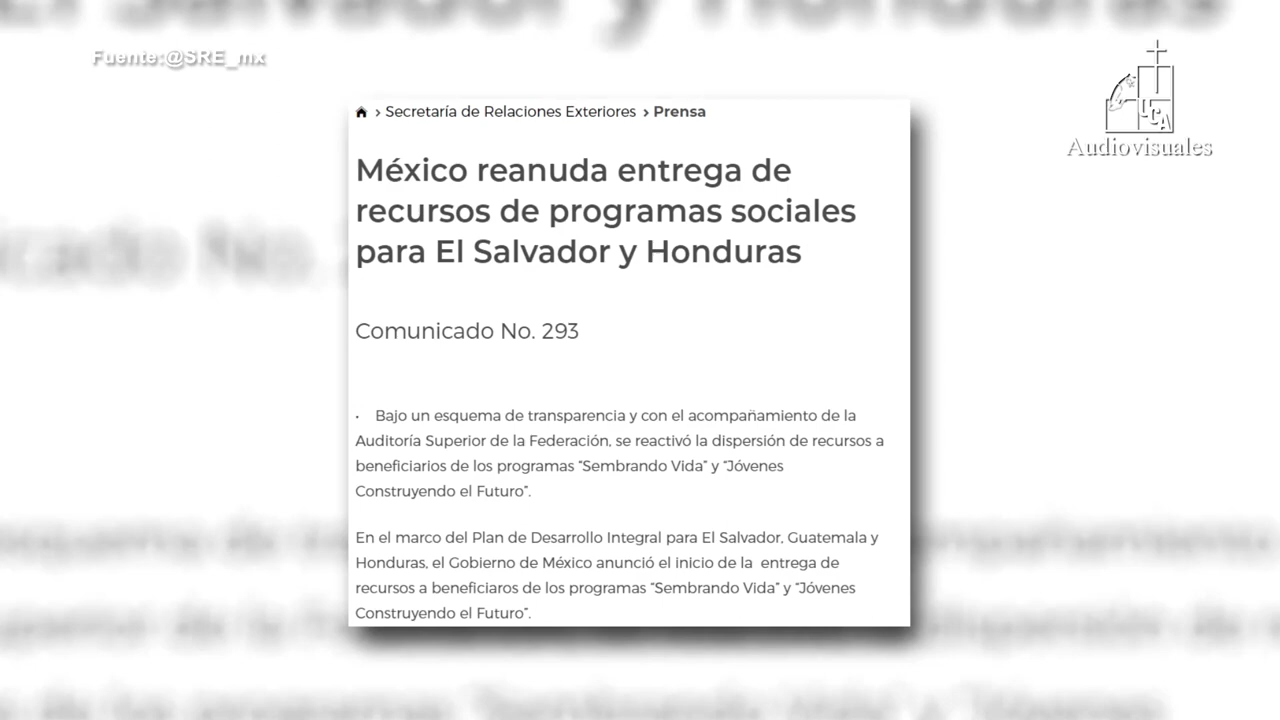 Fuente:@SRE_mx
UCA
Audiovisuales
Secretaría de Relaciones Exteriores > Prensa
México reanuda entrega de
recursos de programas sociales
para El Salvador y Honduras
Comunicado No. 293
• Bajo un esquema de transparencia y con el acompañamiento de la
Auditoría Superior de la Federación, se reactivó la dispersión de recursos a
beneficiarios de los programas “Sembrando Vida” y “Jóvenes
Construyendo el Futuro”.
En el marco del Plan de Desarrollo Integral para El Salvador, Guatemala y
Honduras, el Gobierno de México anunció el inicio de la entrega de
recursos a beneficiaros de los programas “Sembrando Vida” y “Jóvenes
Construyendo el Futuro”.